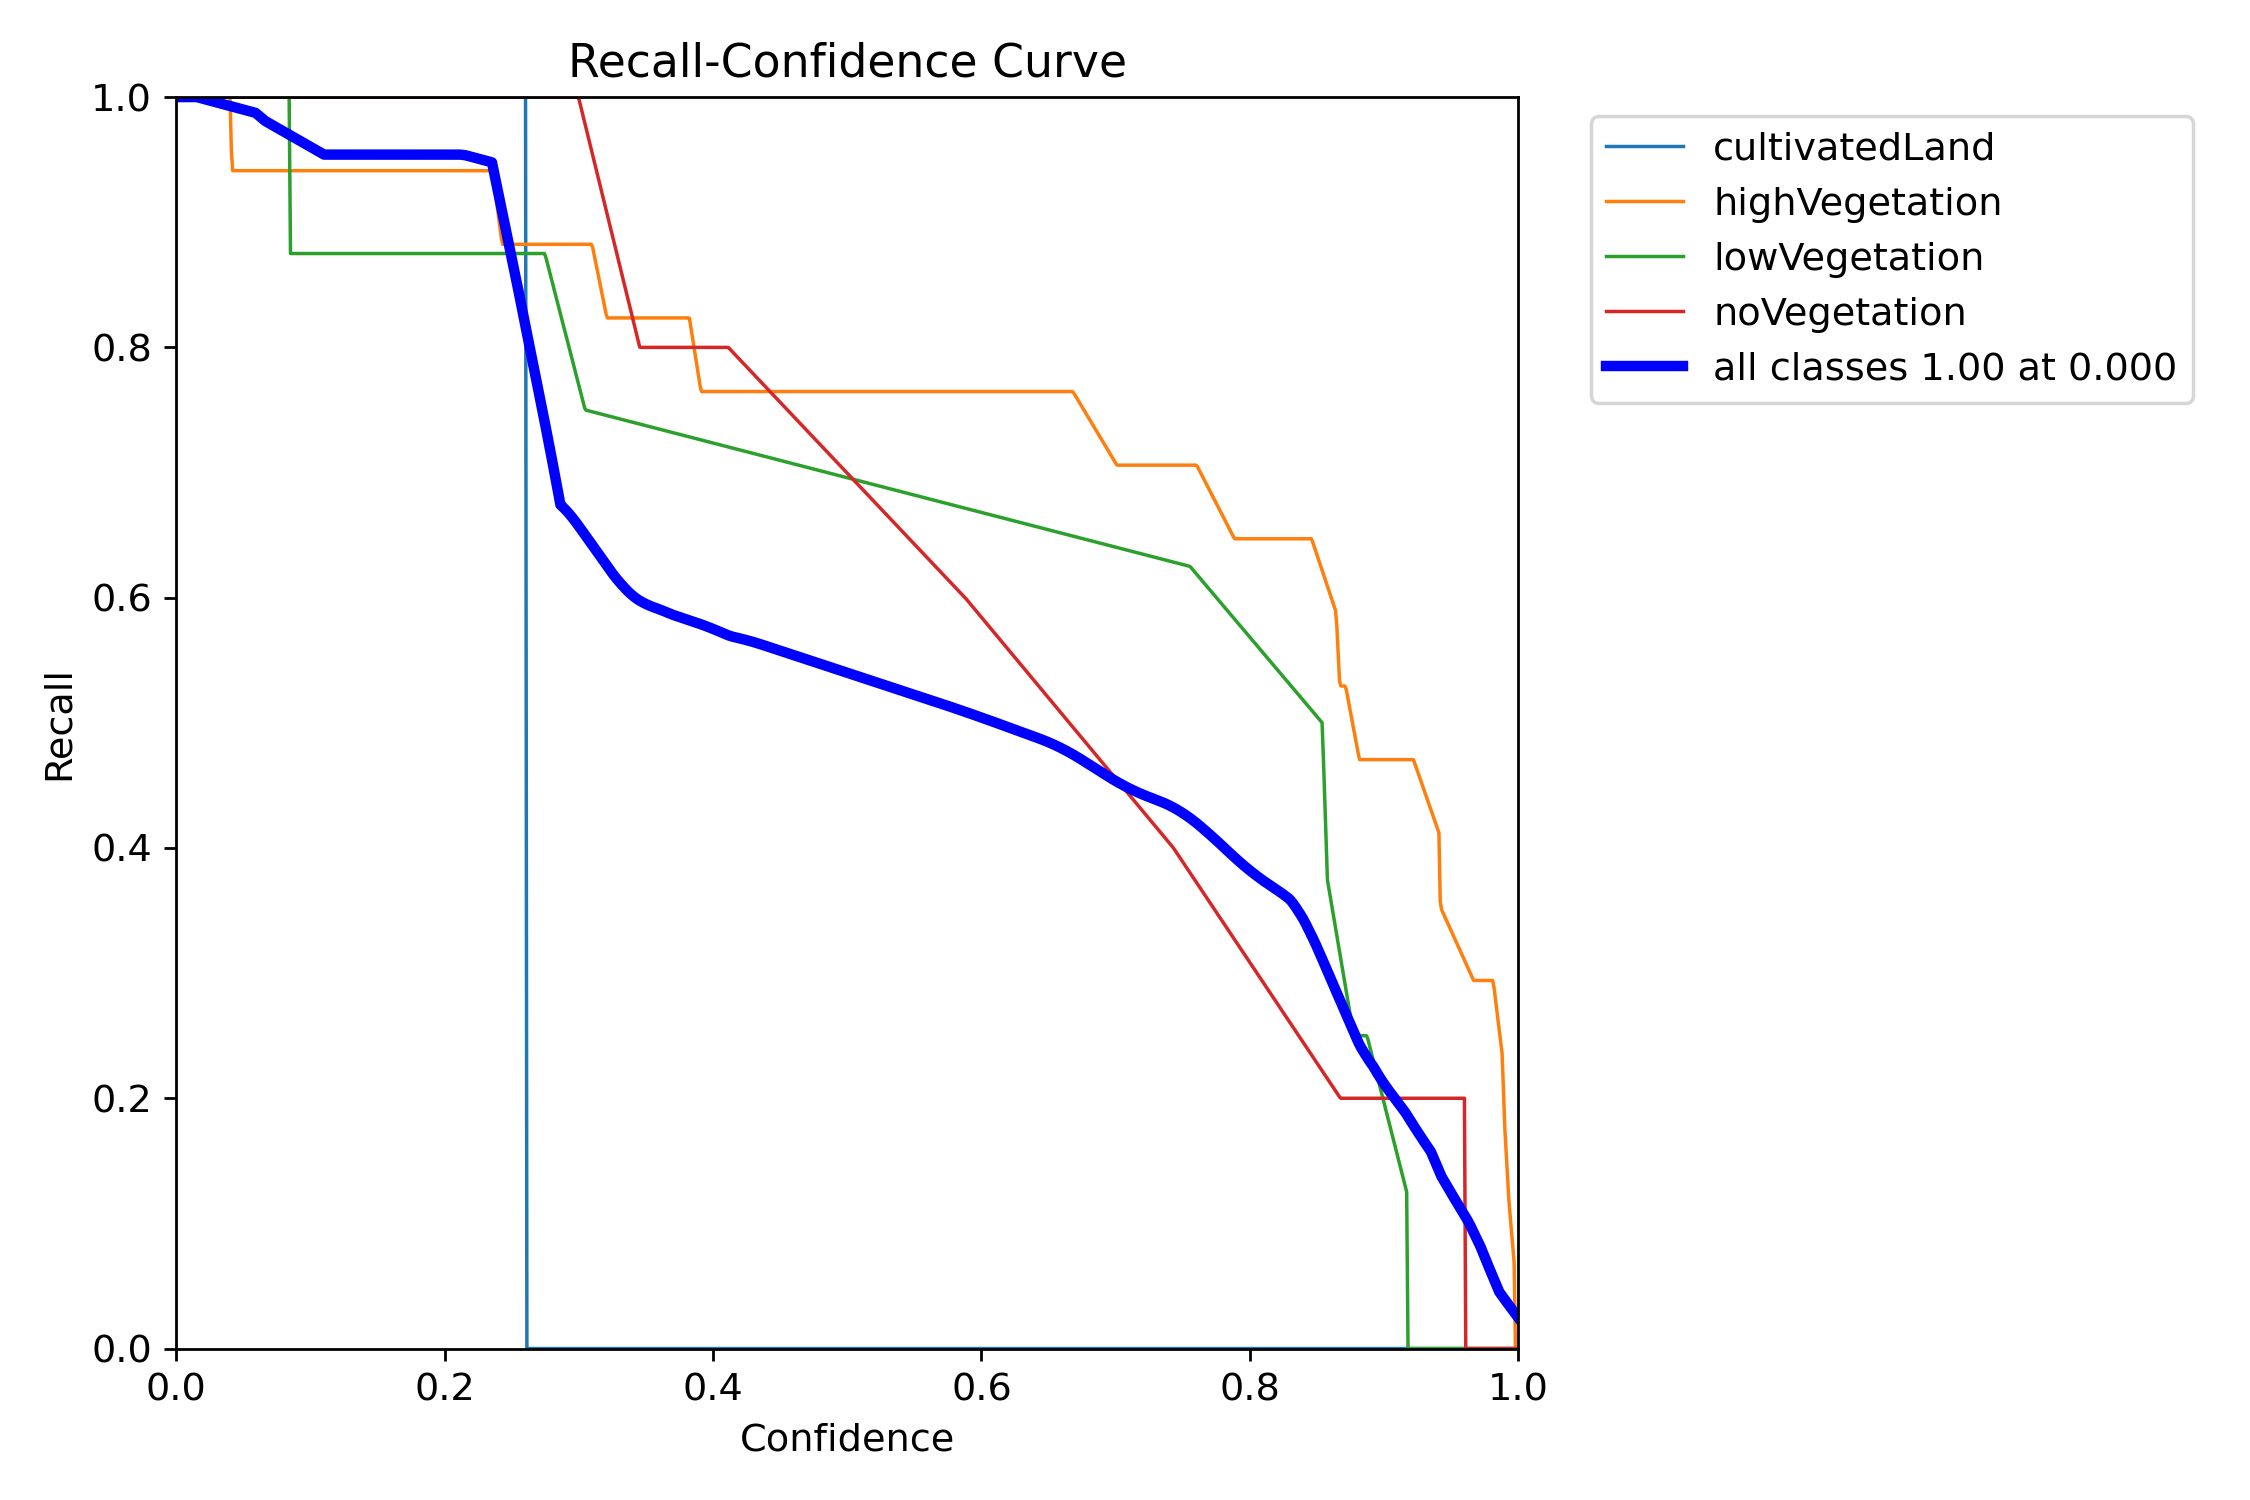 Recall-Confidence Curve
1.0
0.8
0.6
0.4
0.2
0.0
Recall
0.0 0.2 0.4 0.6 0.8 1.0
Confidence
cultivatedLand
highVegetation
lowVegetation
noVegetation
all classes 1.00 at 0.000